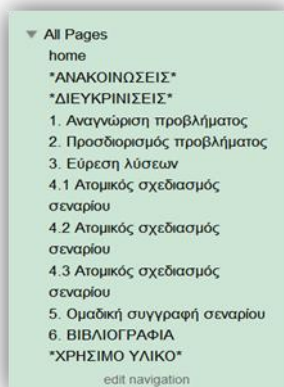 All Pages
home
*ΑΝΑΚΟΙΝΩΣΕΙΣ*
*ΔΙΕΥΚΡΙΝΙΣΕΙΣ*
1. Αναγνώριση προβλήματος
2. Προσδιορισμός προβλήματος
3. Εύρεση λύσεων
4.1 Ατομικός σχεδιασμός
σεναρίου
4.2 Ατομικός σχεδιασμός
σεναρίου
4.3 Ατομικός σχεδιασμός
σεναρίου
5. Ομαδική συγγραφή σεναρίου
6. ΒΙΒΛΙΟΓΡΑΦΙΑ
*ΧΡΗΣΙΜΟ ΥΛΙΚΟ*
edit navigation